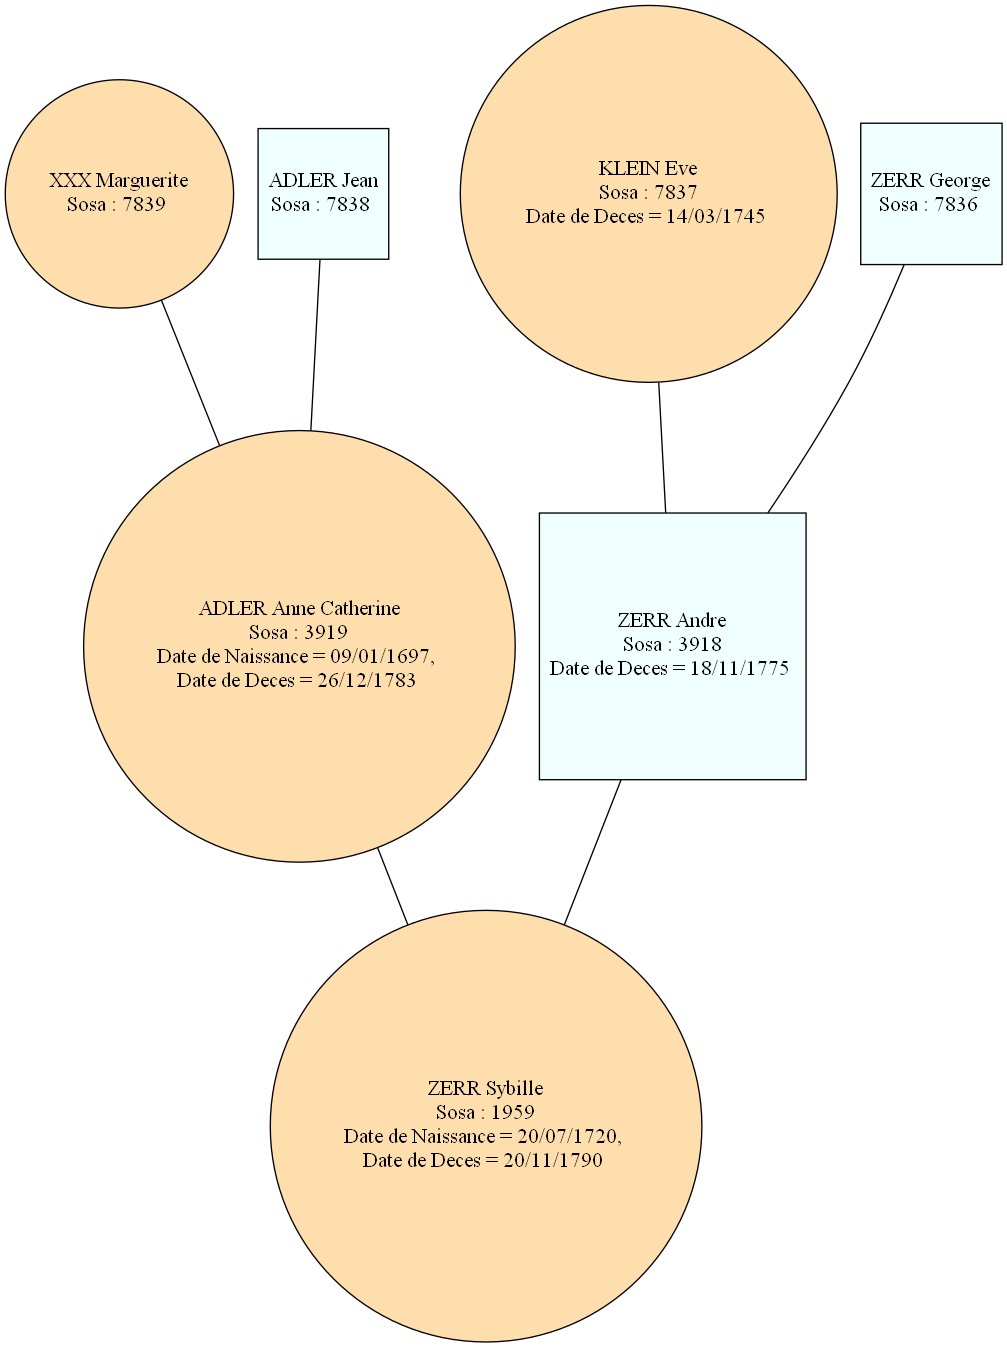 XXX Marguerite
Sosa : 7839
ADLER Jean
Sosa : 7838
KLEIN Eve
Sosa : 7837
Date de Deces = 14/03/1745
ZERR George
Sosa : 7836
ADLER Anne Catherine
Sosa : 3919
Date de Naissance = 09/01/1697,
Date de Deces = 26/12/1783
ZERR Andre
Sosa : 3918
Date de Deces = 18/11/1775
ZERR Sybille
Sosa : 1959
Date de Naissance = 20/07/1720,
Date de Deces = 20/11/1790